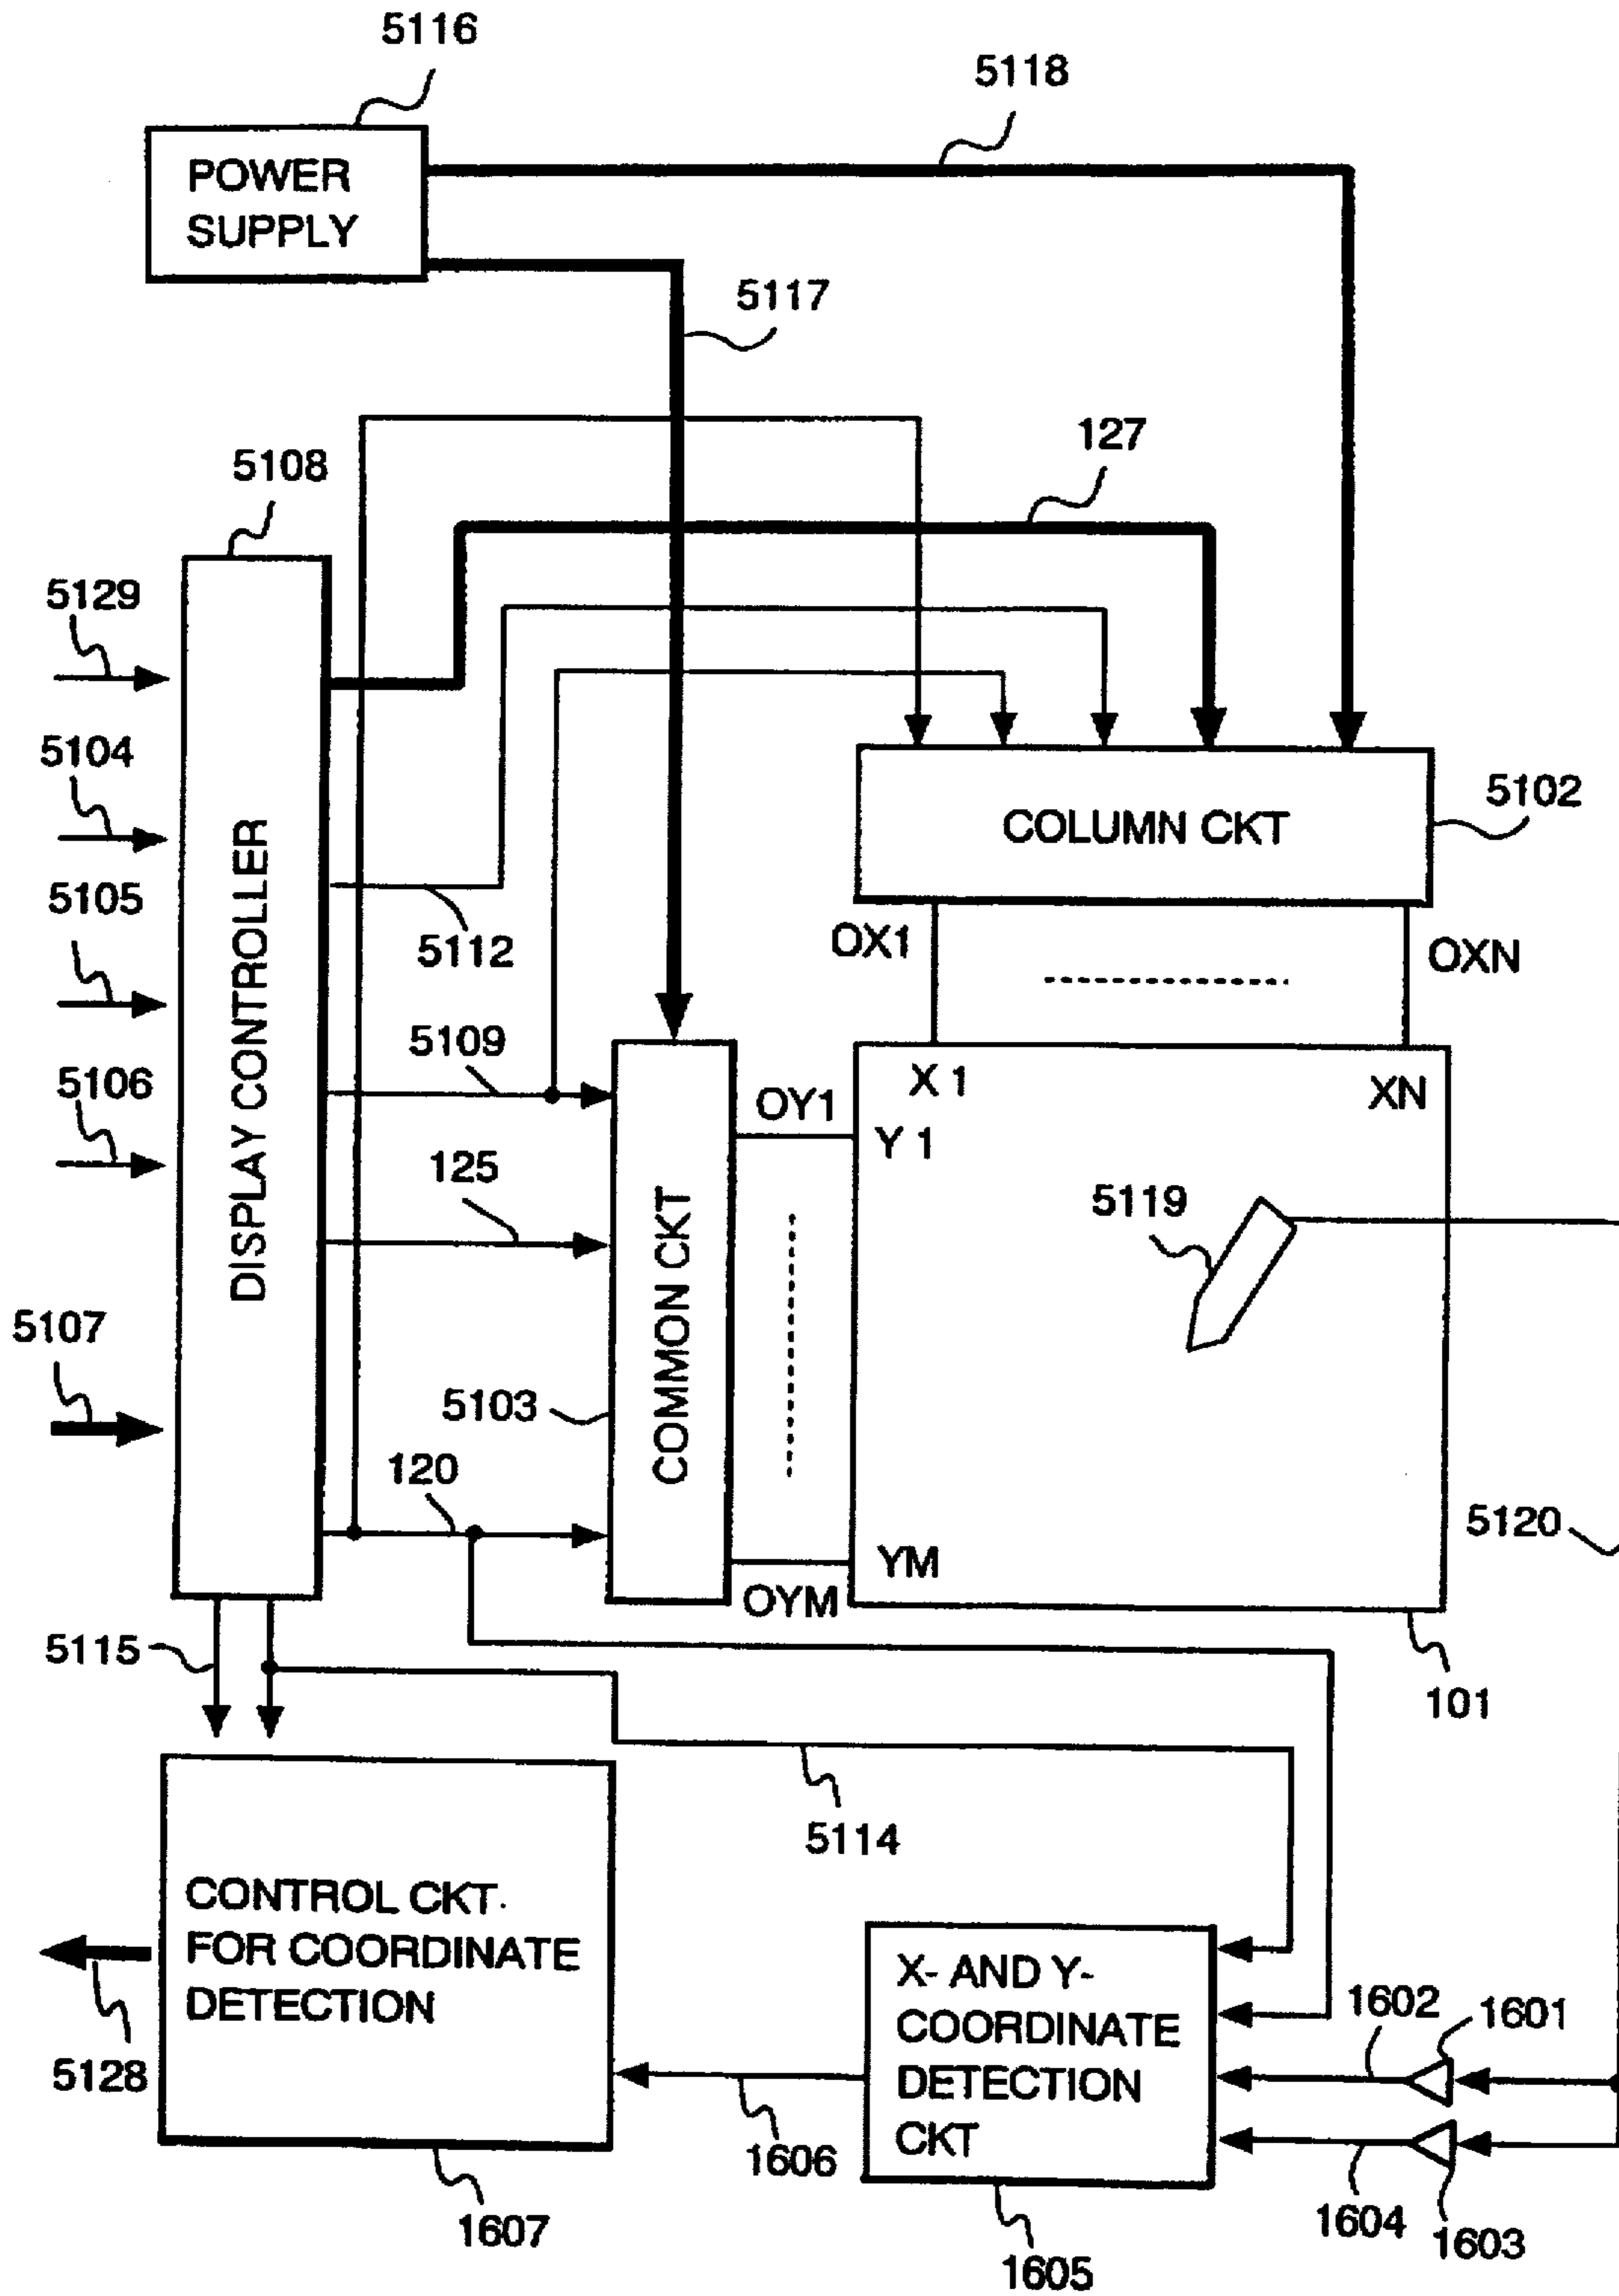 5116
5118
POWER
SUPPLY
5117
127
5108
5129
5104
5102
COLUMN CKT
5105
5112
OX1
OXN
DISPLAY CONTROLLER
5109
5106
X 1
XN
OY1
Y 1
125
5119
COMMON CKT
5107
5103
120
5120
YM
OYM
5115
101
5114
CONTROL CKT.
FOR COORDINATE
DETECTION
X- AND Y-
COORDINATE
DETECTION
CKT
1602
1601
5128
1606
1604
1603
1607
1605